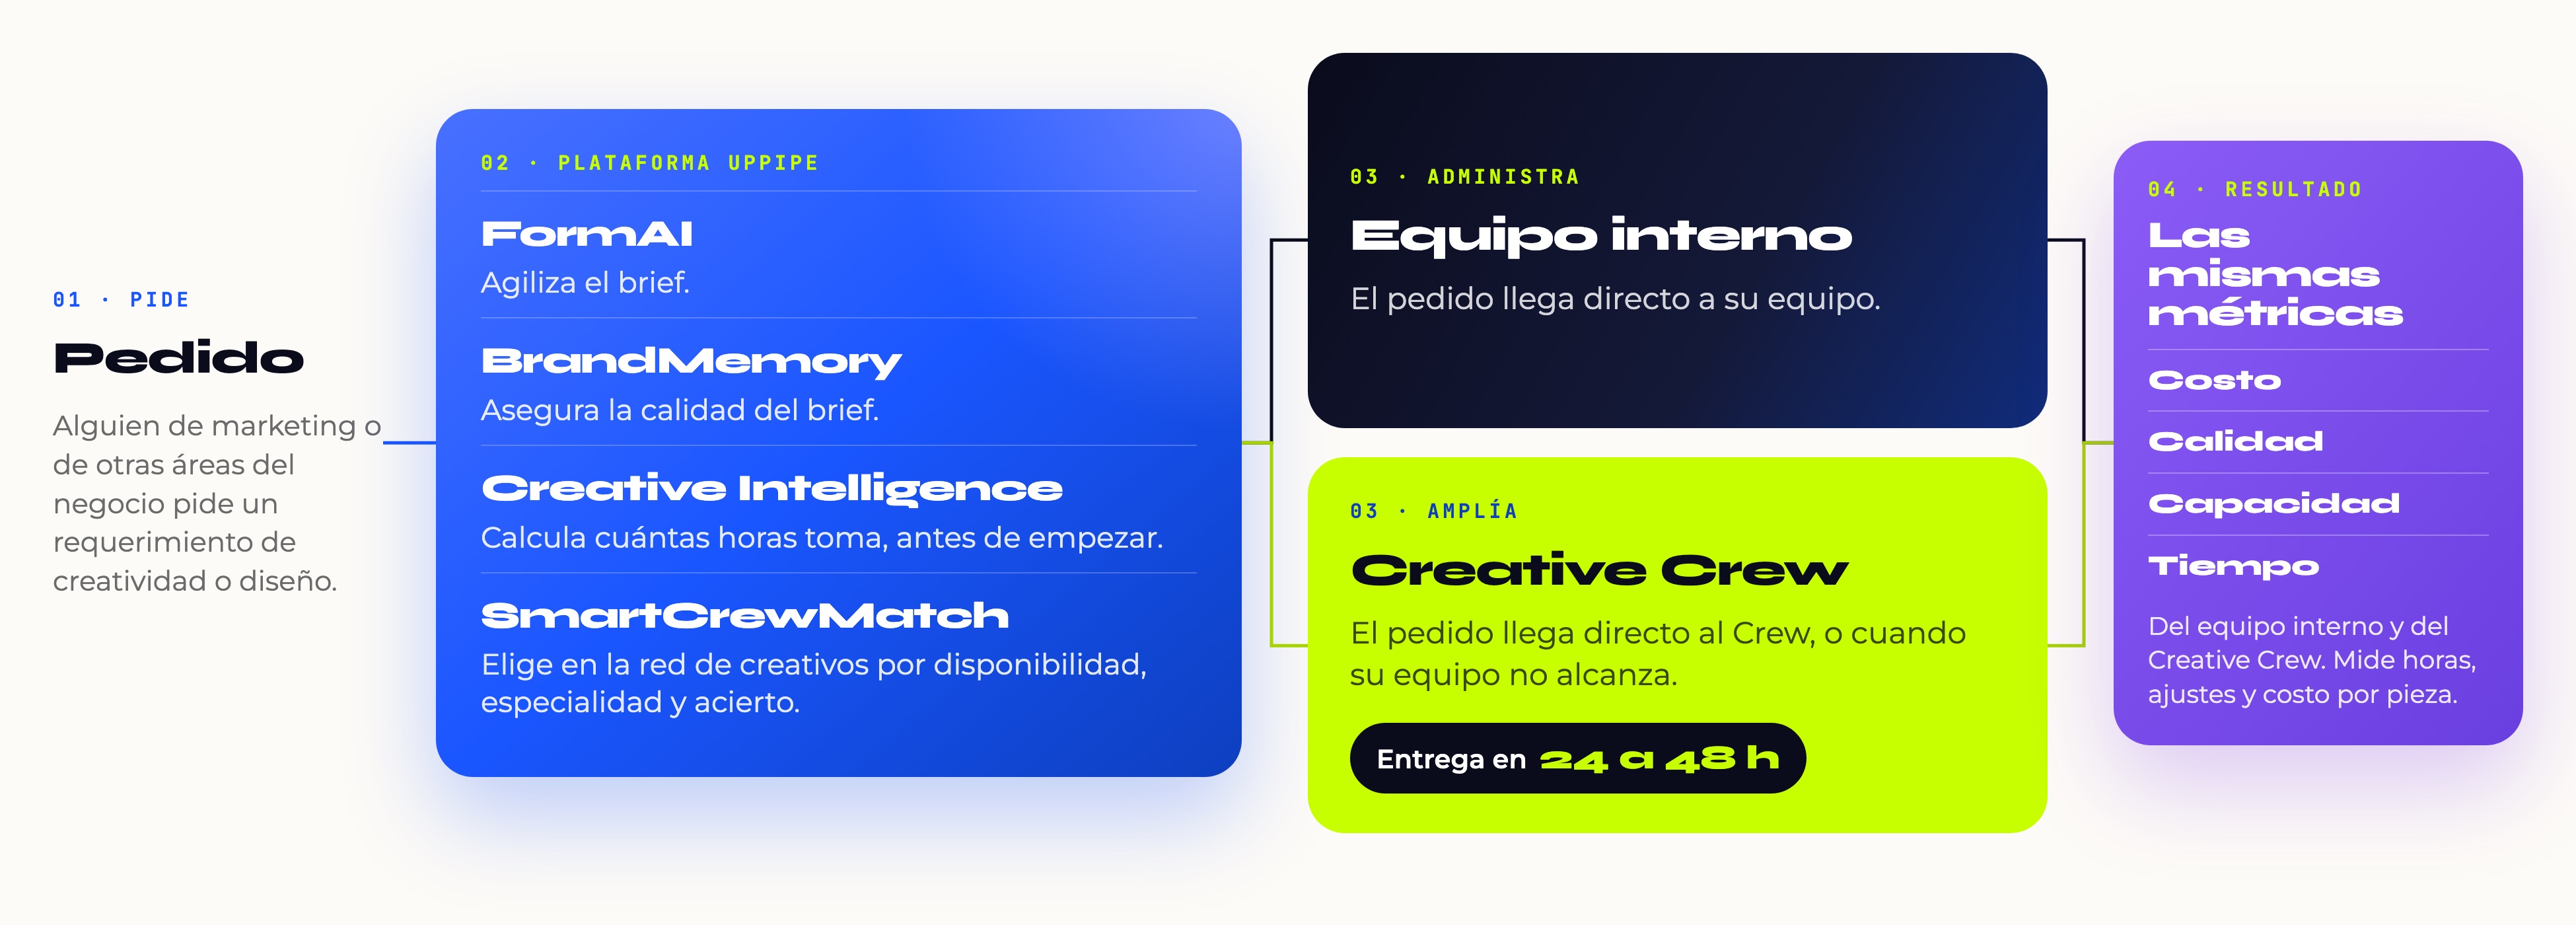 01 · PIDE
Pedido
Alguien de marketing o
de otras áreas del
negocio pide un
requerimiento de
creatividad o diseño.
02 · PLATAFORMA UPPIPE
FormAI
Agiliza el brief.
BrandMemory
Asegura la calidad del brief.
Creative Intelligence
Calcula cuántas horas toma, antes de empezar.
SmartCrewMatch
Elige en la red de creativos por disponibilidad,
especialidad y acierto.
03 · ADMINISTRA
Equipo interno
El pedido llega directo a su equipo.
03 · AMPLÍA
Creative Crew
El pedido llega directo al Crew, o cuando
su equipo no alcanza.
Entrega en 24 a 48 h
04 · RESULTADO
Las
mismas
métricas
Costo
Calidad
Capacidad
Tiempo
Del equipo interno y del
Creative Crew. Mide horas,
ajustes y costo por pieza.